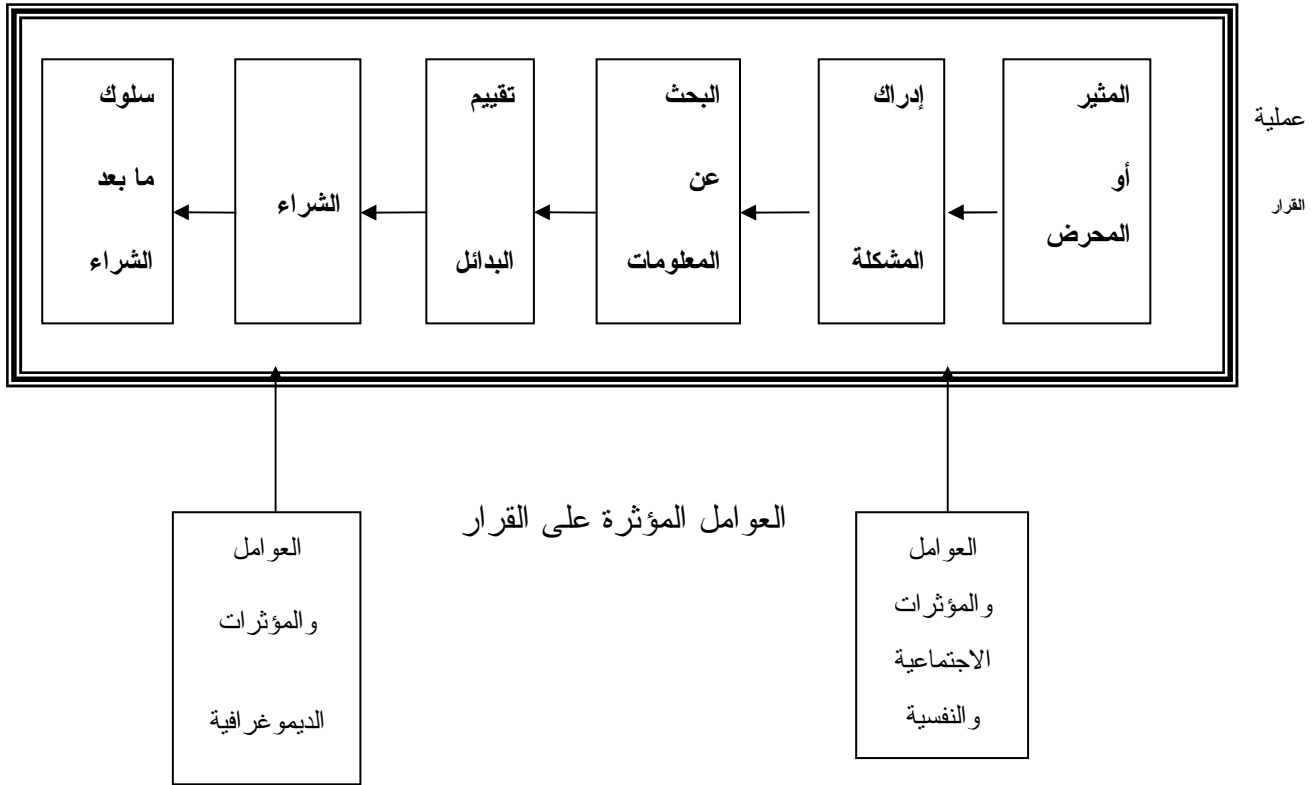 عملية
القرار
المثير
أو
المحرض
إدراك
المشكلة
البحث
عن
المعلومات
تقييم
البدائل
الشراء
سلوك
ما بعد
الشراء
العوامل المؤثرة على القرار
العوامل
والمؤثرات
الاجتماعية
والنفسية
العوامل
والمؤثرات
الديموغرافية